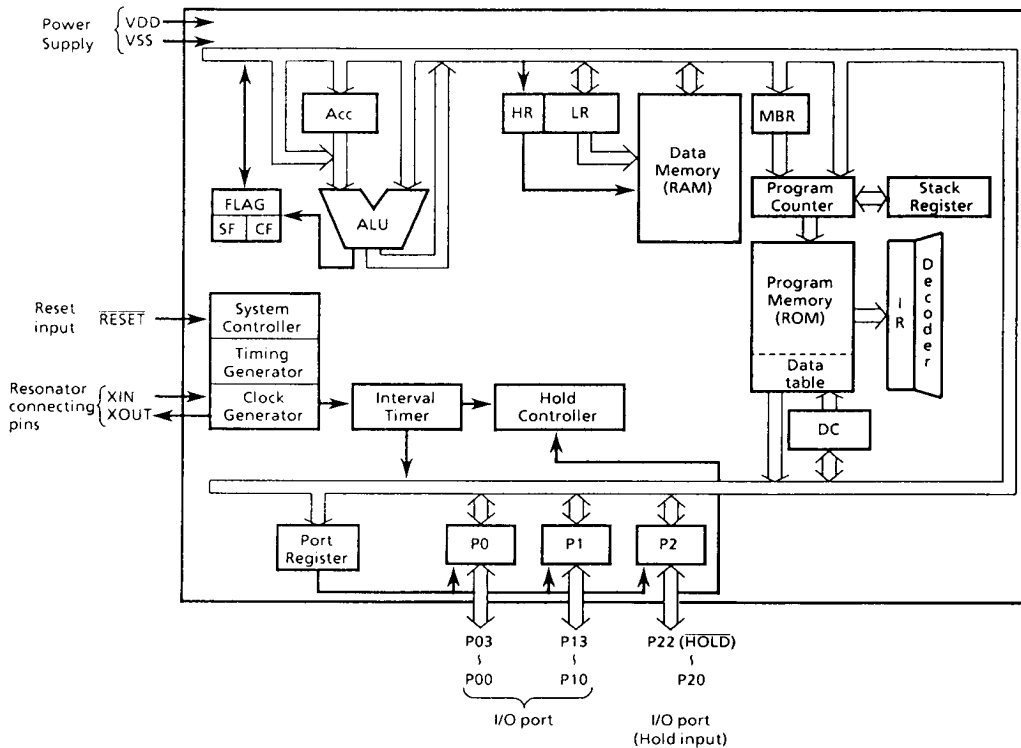 Power Supply
VDD
VSS
Acc
HR
LR
MBR
Data Memory (RAM)
FLAG
SF
CF
ALU
Program Counter
Stack Register
Program Memory (ROM)
Data table
IR
Decoder
DC
Reset input
RESET
System Controller
Timing Generator
Clock Generator
Resonator connecting pins
XIN
XOUT
Interval Timer
Hold Controller
Port Register
P0
P1
P2
P03
~
P00
P13
~
P10
P22 (HOLD)
~
P20
I/O port
I/O port
(Hold input)